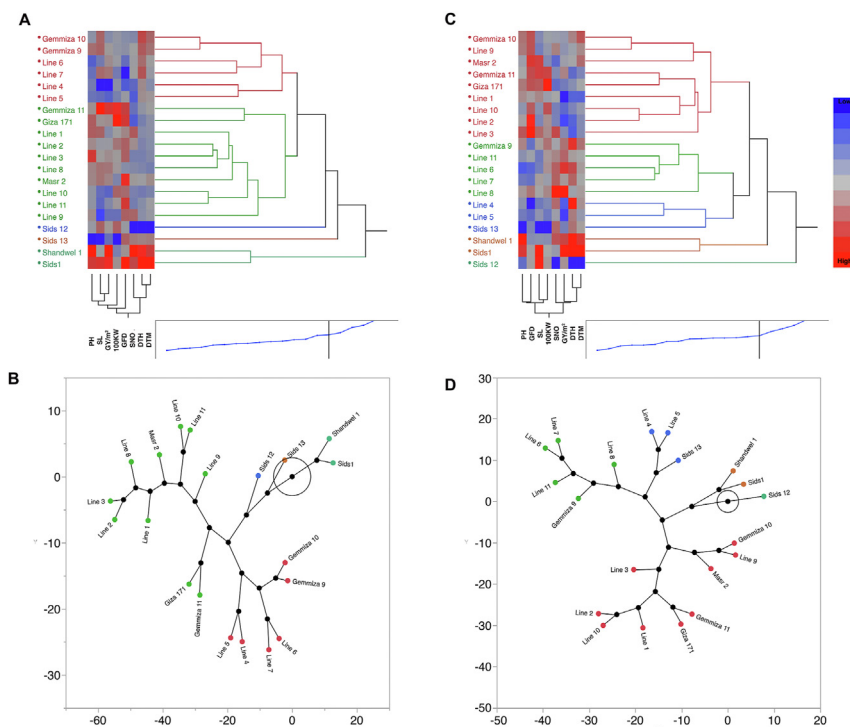 A
Gemmiza 10
Gemmiza 9
Line 6
Line 7
Line 4
Line 5
Gemmiza 11
Giza 171
Line 1
Line 2
Line 3
Line 8
Masr 2
Line 10
Line 11
Line 9
Sids 12
Sids 13
Shandwel 1
Sids1
PH
SL
GY/m²
100KW
GFD
SNO
DTH
DTM
C
Gemmiza 10
Line 9
Masr 2
Gemmiza 11
Giza 171
Line 1
Line 10
Line 2
Line 3
Gemmiza 9
Line 11
Line 6
Line 7
Line 8
Line 4
Line 5
Sids 13
Shandwel 1
Sids1
Sids 12
PH
GFD
SL
100KW
SNO
GY/m²
DTH
DTM
High
B
10
0
-10
-20
-30
-60
-40
-20
0
20
Line 10
Line 11
Masr 2
Line 8
Line 9
Line 3
Line 2
Line 1
Sids 12
Sids 13
Shandwel 1
Sids1
Giza 171
Gemmiza 11
Gemmiza 10
Gemmiza 9
Line 5
Line 4
Line 7
Line 6
D
30
20
10
0
-10
-20
-30
-40
-50
-40
-20
0
20
Line 4
Line 5
Line 7
Line 6
Line 8
Line 11
Gemmiza 9
Sids 13
Shandwel 1
Sids1
Sids 12
Gemmiza 10
Line 9
Masr 2
Line 3
Line 2
Line 10
Line 1
Giza 171
Gemmiza 11